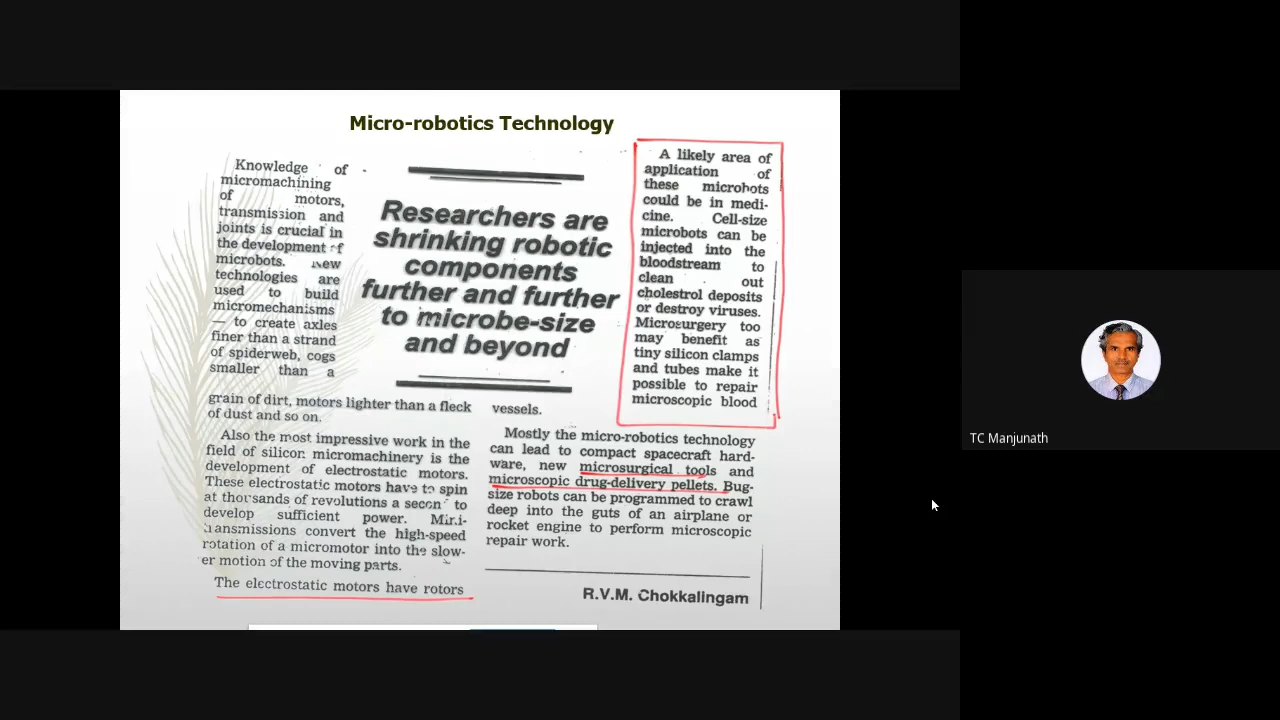 Micro-robotics Technology
Knowledge of
micromachining
of motors,
transmission and
joints is crucial in
the development of
microbots. New
technologies are
used to build
micromechanisms
— to create axles
finer than a strand
of spiderweb, cogs
smaller than a
grain of dirt, motors lighter than a fleck
of dust and so on.
Also the most impressive work in the
field of silicon micromachinery is the
development of electrostatic motors.
These electrostatic motors have to spin
at thousands of revolutions a second to
develop sufficient power. Mini-
transmissions convert the high-speed
rotation of a micromotor into the slow-
er motion of the moving parts.
The electrostatic motors have rotors
Researchers are
shrinking robotic
components
further and further
to microbe-size
and beyond
A likely area of
application of
these microbots
could be in medi-
cine. Cell-size
microbots can be
injected into the
bloodstream to
clean out
cholestrol deposits
or destroy viruses.
Microsurgery too
may benefit as
tiny silicon clamps
and tubes make it
possible to repair
microscopic blood
vessels.
Mostly the micro-robotics technology
can lead to compact spacecraft hard-
ware, new microsurgical tools and
microscopic drug-delivery pellets. Bug-
size robots can be programmed to crawl
deep into the guts of an airplane or
rocket engine to perform microscopic
repair work.
R.V.M. Chokkalingam
TC Manjunath